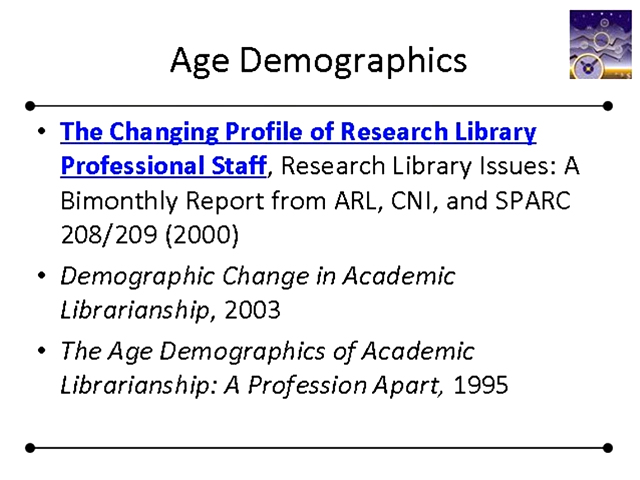 Age Demographics
• The Changing Profile of Research Library
Professional Staff, Research Library Issues: A
Bimonthly Report from ARL, CNI, and SPARC
208/209 (2000)
• Demographic Change in Academic
Librarianship, 2003
• The Age Demographics of Academic
Librarianship: A Profession Apart, 1995